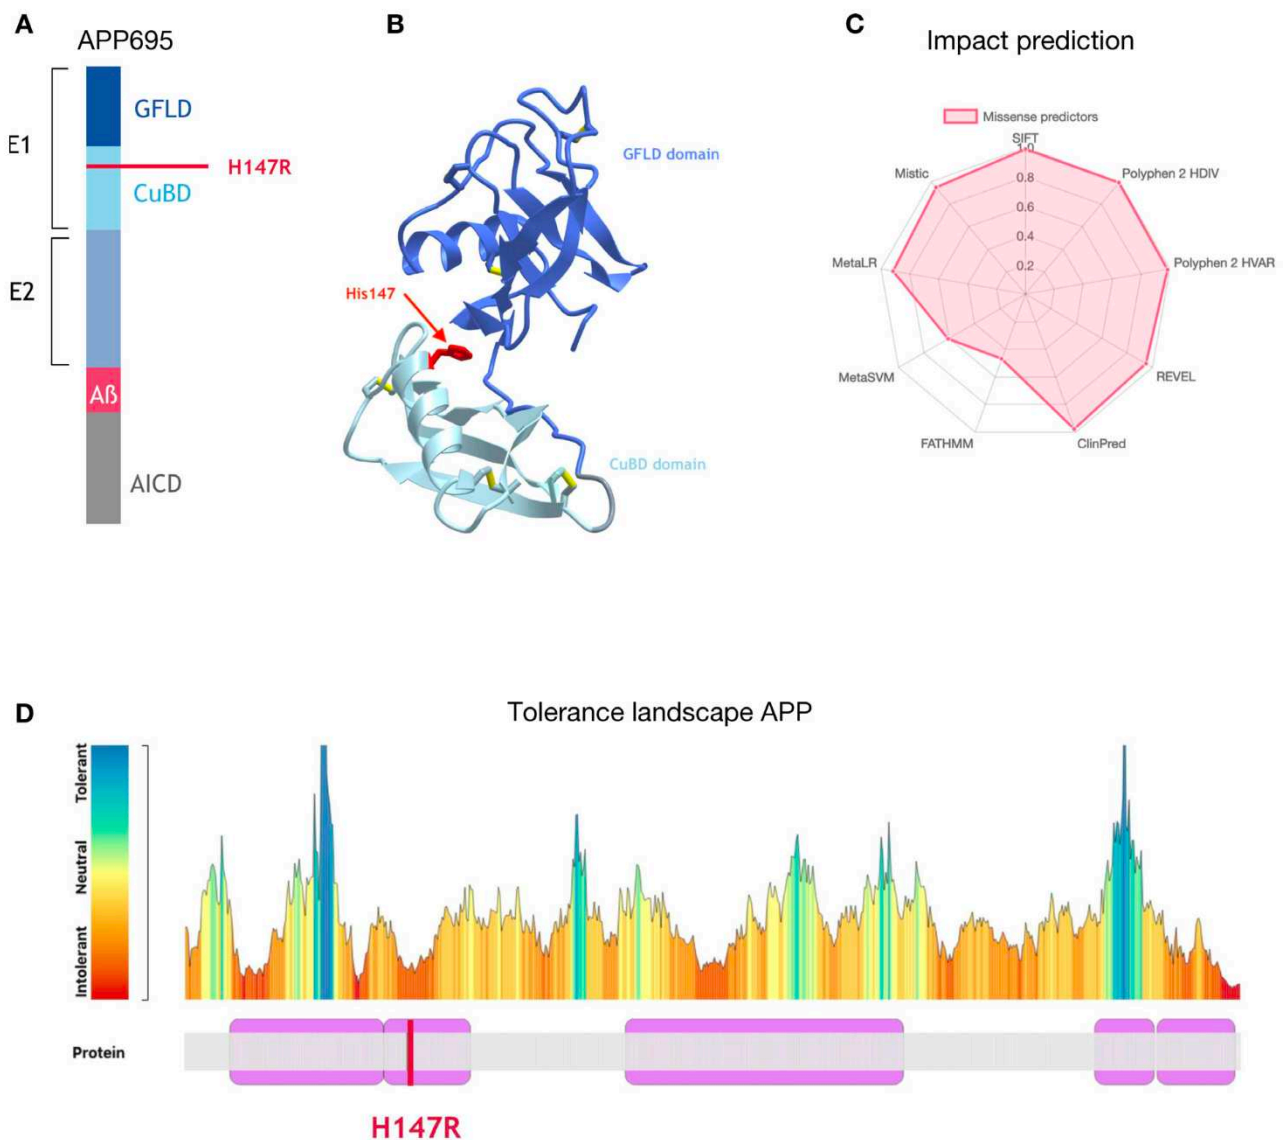 A
APP695
E1
GFLD
H147R
CuBD
E2
Aß
AICD
B
GFLD domain
His147
CuBD domain
C
Impact prediction
Missense predictors
SIFT
1.0
0.8
0.6
0.4
0.2
Polyphen 2 HDIV
Polyphen 2 HVAR
REVEL
ClinPred
FATHMM
MetaSVM
MetaLR
Mistic
D
Tolerance landscape APP
Tolerant
Neutral
Intolerant
Protein
H147R